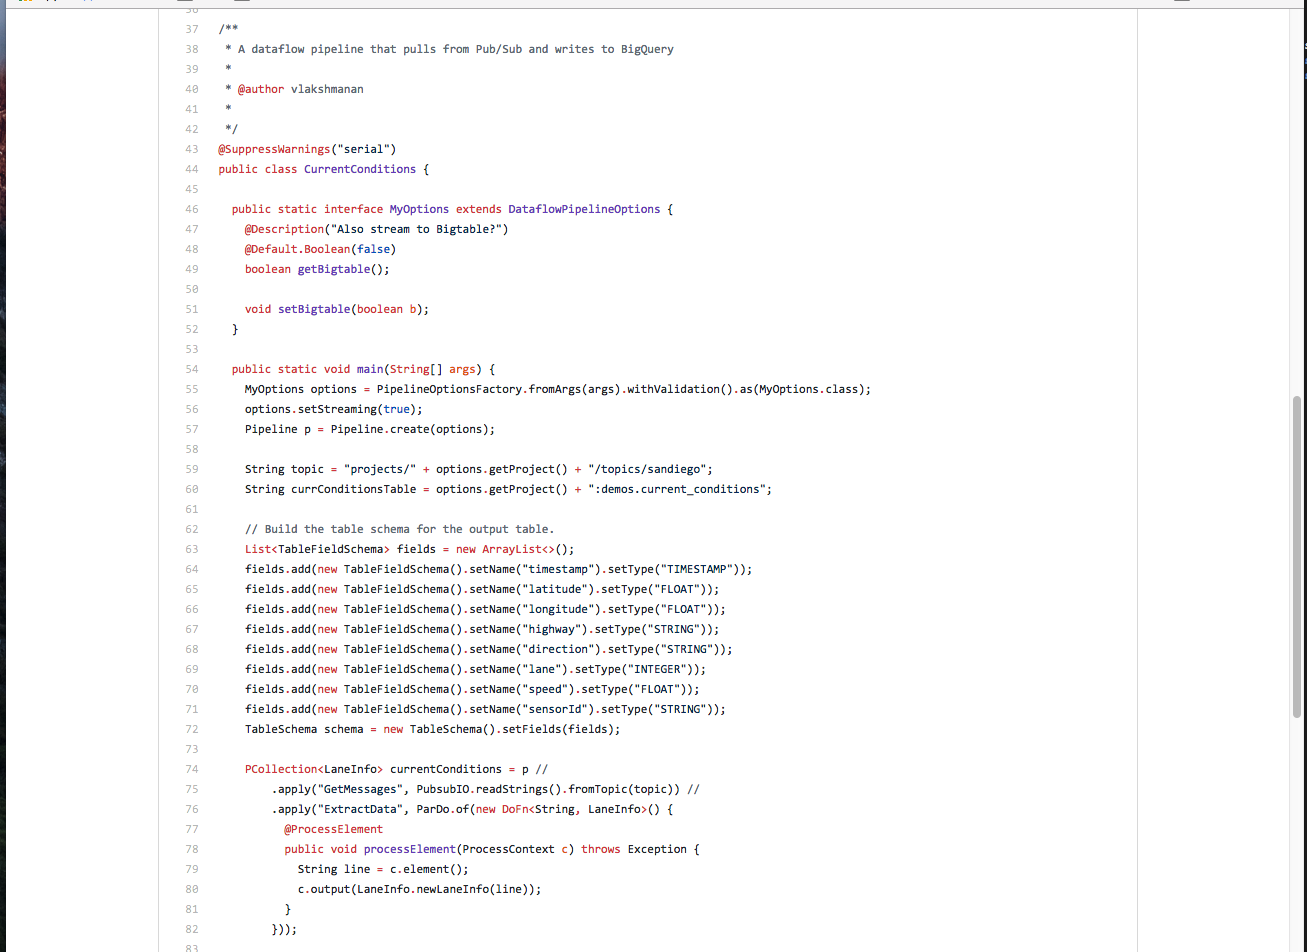 36
37 /**
38  * A dataflow pipeline that pulls from Pub/Sub and writes to BigQuery
39  *
40  * @author vlakshmanan
41  *
42  */
43 @SuppressWarnings("serial")
44 public class CurrentConditions {
45
46   public static interface MyOptions extends DataflowPipelineOptions {
47     @Description("Also stream to Bigtable?")
48     @Default.Boolean(false)
49     boolean getBigtable();
50
51     void setBigtable(boolean b);
52   }
53
54   public static void main(String[] args) {
55     MyOptions options = PipelineOptionsFactory.fromArgs(args).withValidation().as(MyOptions.class);
56     options.setStreaming(true);
57     Pipeline p = Pipeline.create(options);
58
59     String topic = "projects/" + options.getProject() + "/topics/sandiego";
60     String currConditionsTable = options.getProject() + ":demos.current_conditions";
61
62     // Build the table schema for the output table.
63     List<TableFieldSchema> fields = new ArrayList<>();
64     fields.add(new TableFieldSchema().setName("timestamp").setType("TIMESTAMP"));
65     fields.add(new TableFieldSchema().setName("latitude").setType("FLOAT"));
66     fields.add(new TableFieldSchema().setName("longitude").setType("FLOAT"));
67     fields.add(new TableFieldSchema().setName("highway").setType("STRING"));
68     fields.add(new TableFieldSchema().setName("direction").setType("STRING"));
69     fields.add(new TableFieldSchema().setName("lane").setType("INTEGER"));
70     fields.add(new TableFieldSchema().setName("speed").setType("FLOAT"));
71     fields.add(new TableFieldSchema().setName("sensorId").setType("STRING"));
72     TableSchema schema = new TableSchema().setFields(fields);
73
74     PCollection<LaneInfo> currentConditions = p //
75         .apply("GetMessages", PubsubIO.readStrings().fromTopic(topic)) //
76         .apply("ExtractData", ParDo.of(new DoFn<String, LaneInfo>() {
77           @ProcessElement
78           public void processElement(ProcessContext c) throws Exception {
79             String line = c.element();
80             c.output(LaneInfo.newLaneInfo(line));
81           }
82         }));
83